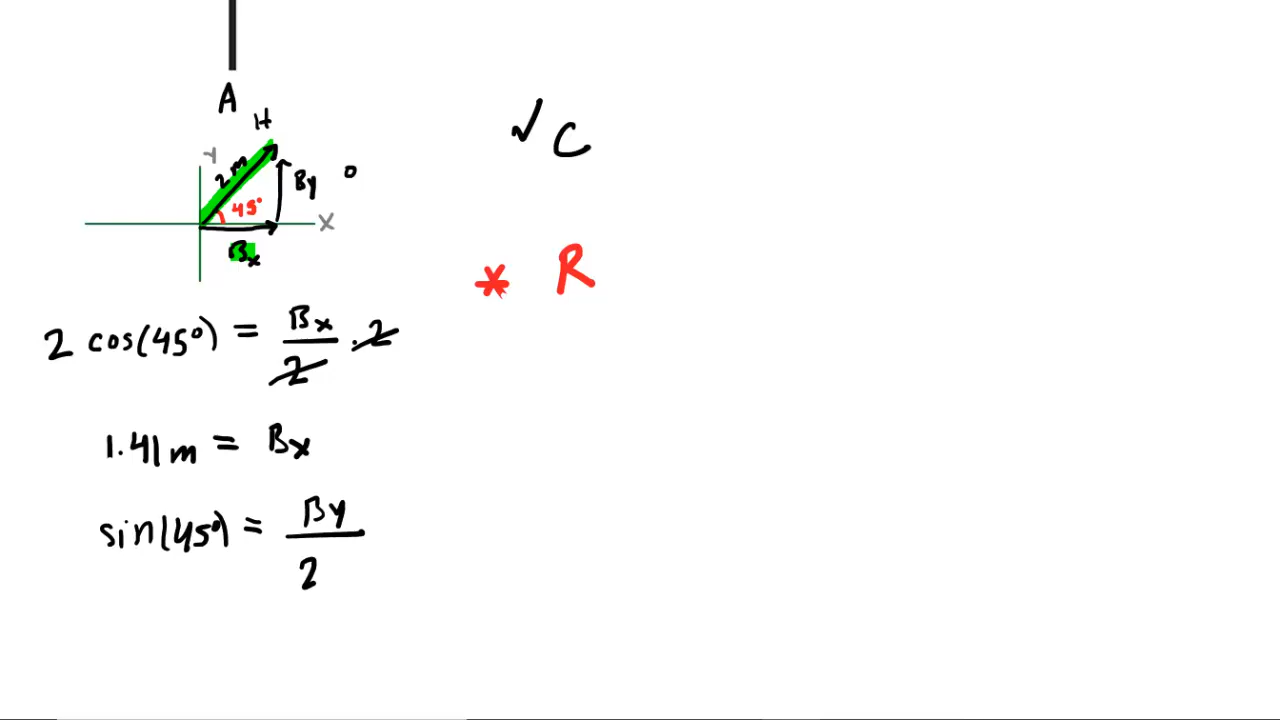 A
H
Y
2m
By
o
45°
X
Bx
√ C
* R
2 cos(45°) = Bx/2 · 2
1.41m = Bx
sin(45°) = By/2